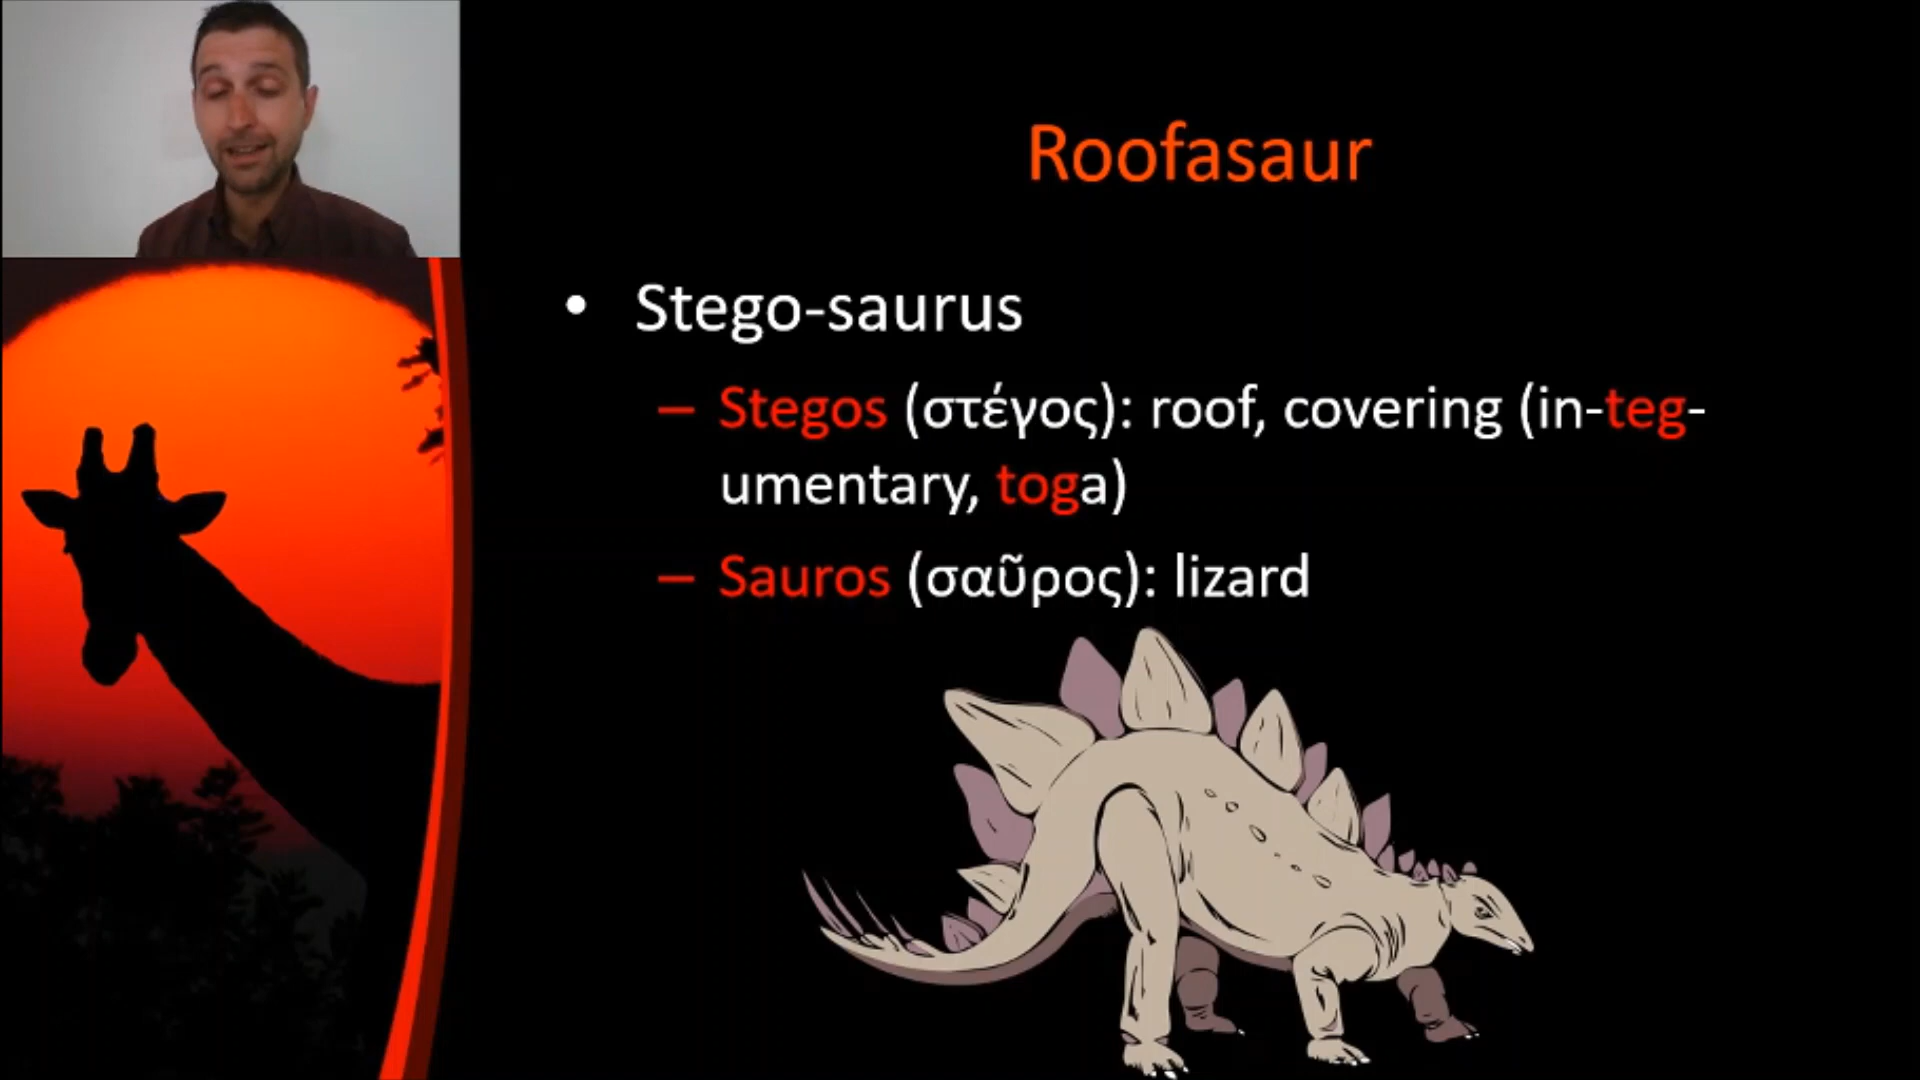 Roofasaur
• Stego-saurus
– Stegos (στέγος): roof, covering (in-teg-
umentary, toga)
– Sauros (σαῦρος): lizard